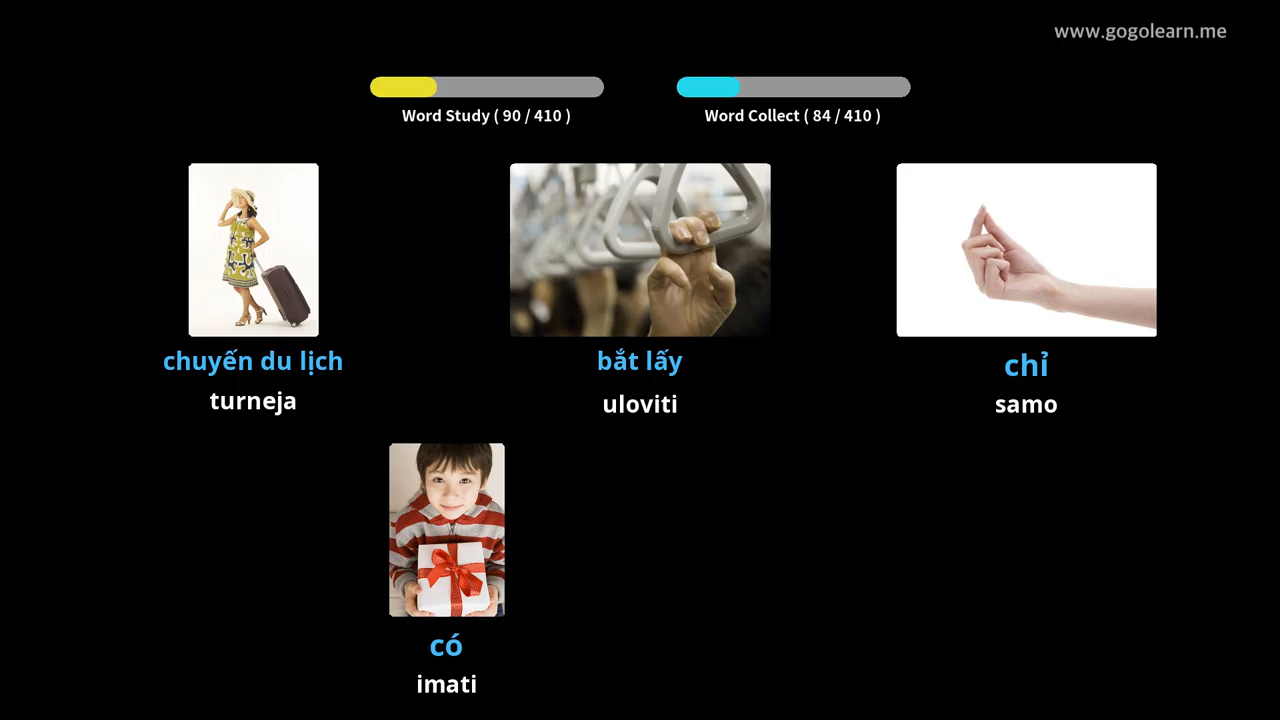 www.gogolearn.me
Word Study ( 90 / 410 )
Word Collect ( 84 / 410 )
chuyến du lịch
turneja
bắt lấy
uloviti
chỉ
samo
có
imati